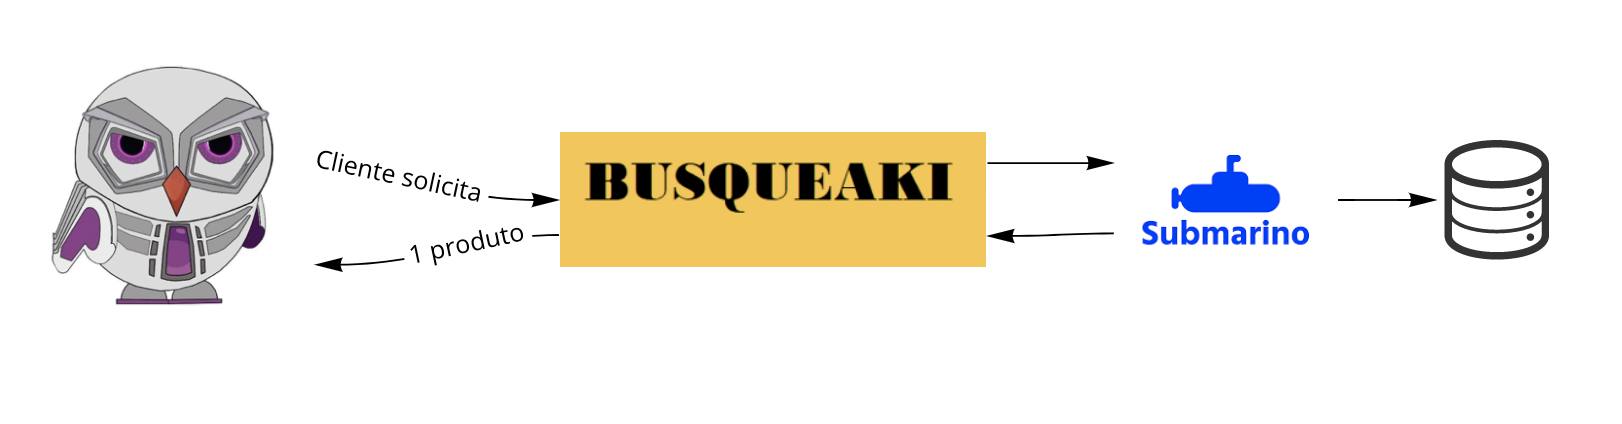 Cliente solicita
1 produto
BUSQUEAKI
Submarino